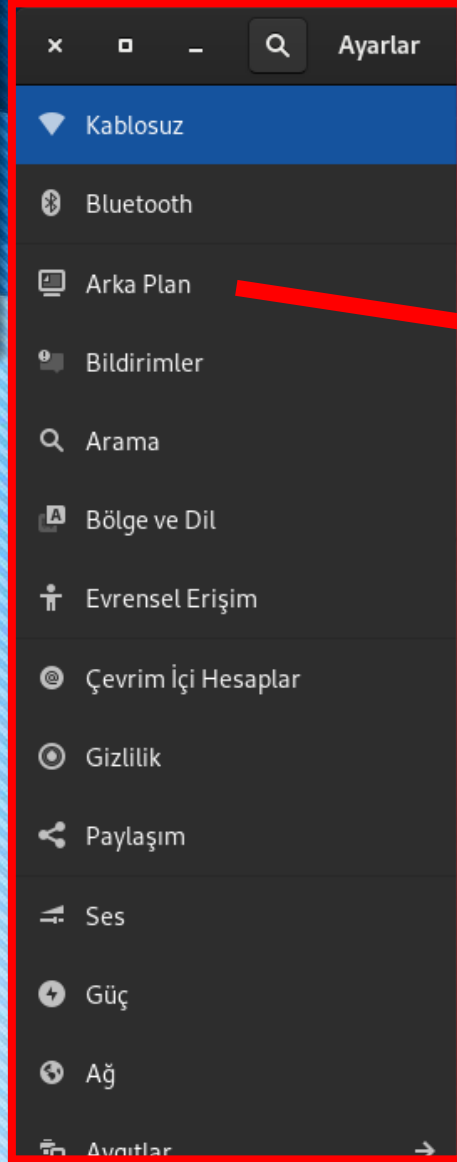 Ayarlar
Kablosuz
Bluetooth
Arka Plan
Bildirimler
Arama
Bölge ve Dil
Evrensel Erişim
Çevrim İçi Hesaplar
Gizlilik
Paylaşım
Ses
Güç
Ağ
Aygıtlar